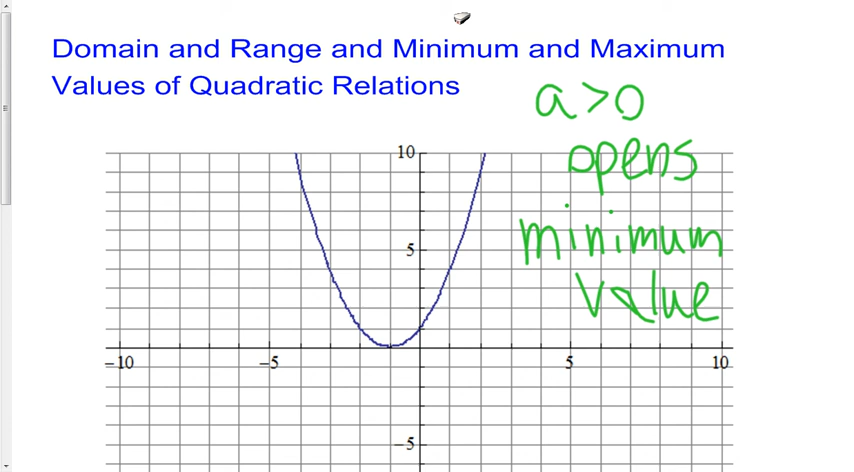 Domain and Range and Minimum and Maximum
Values of Quadratic Relations
a > 0
opens
minimum
value
10
5
-10
-5
5
10
-5